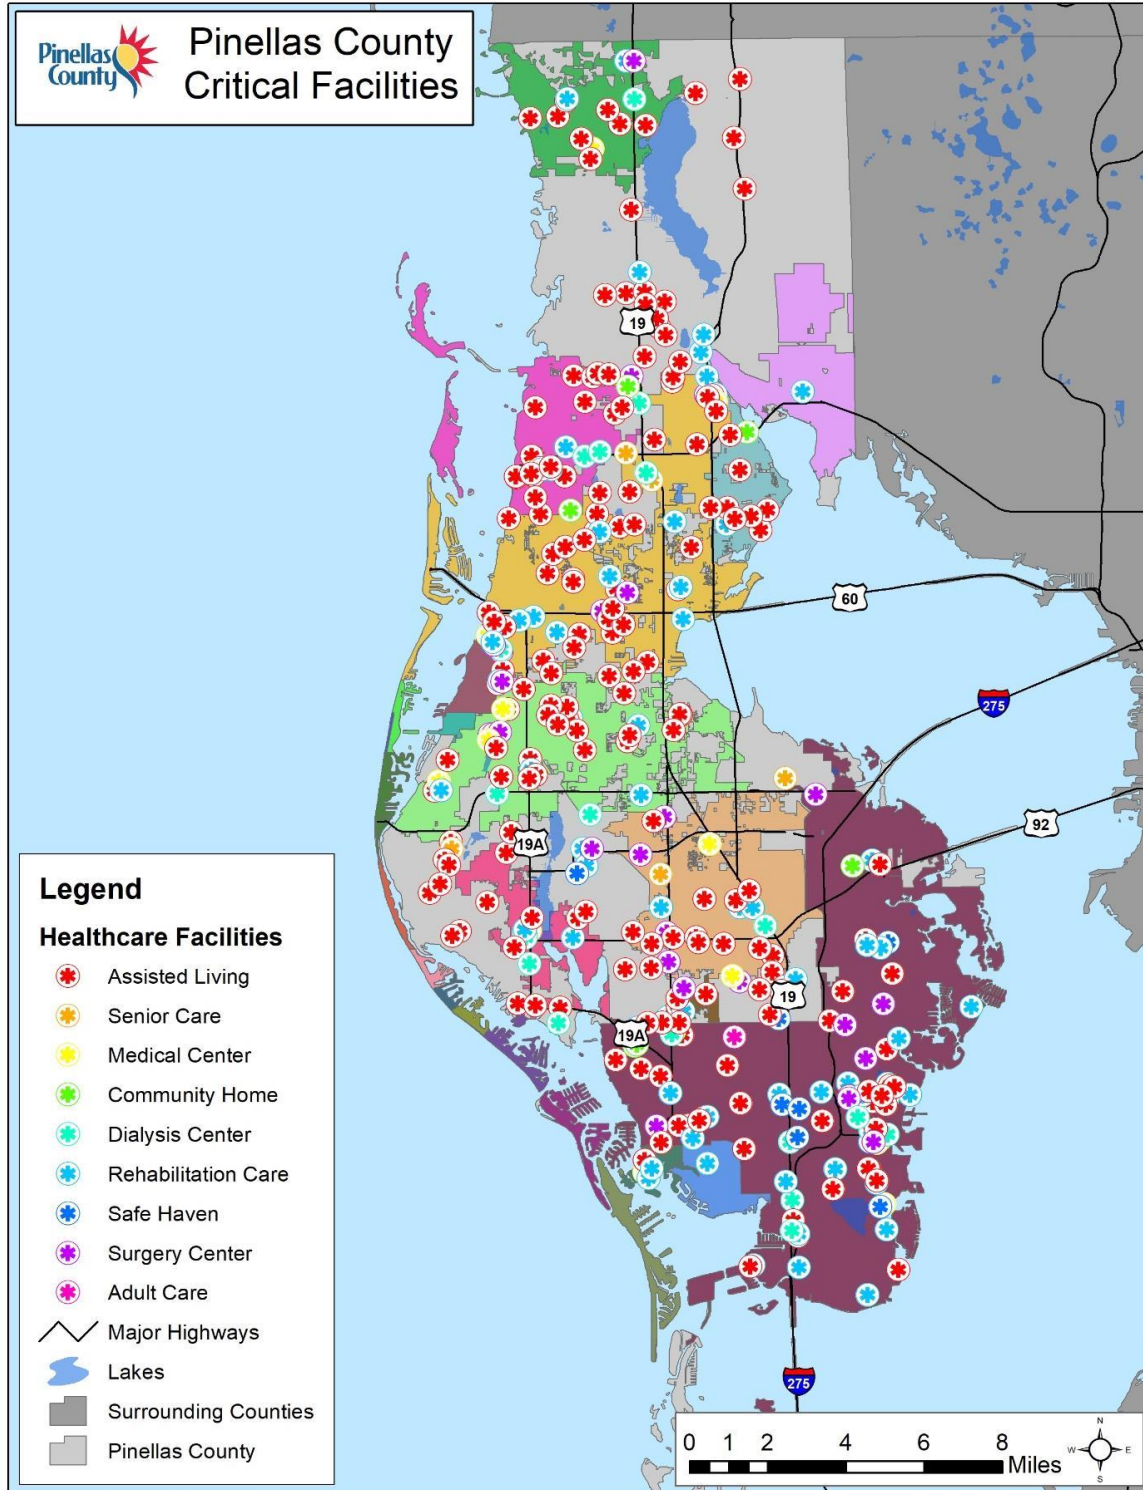 Pinellas
County
Pinellas County
Critical Facilities
19
60
275
92
19A
19
19A
275
Legend
Healthcare Facilities
Assisted Living
Senior Care
Medical Center
Community Home
Dialysis Center
Rehabilitation Care
Safe Haven
Surgery Center
Adult Care
Major Highways
Lakes
Surrounding Counties
Pinellas County
N
W E
S
0 1 2 4 6 8
Miles